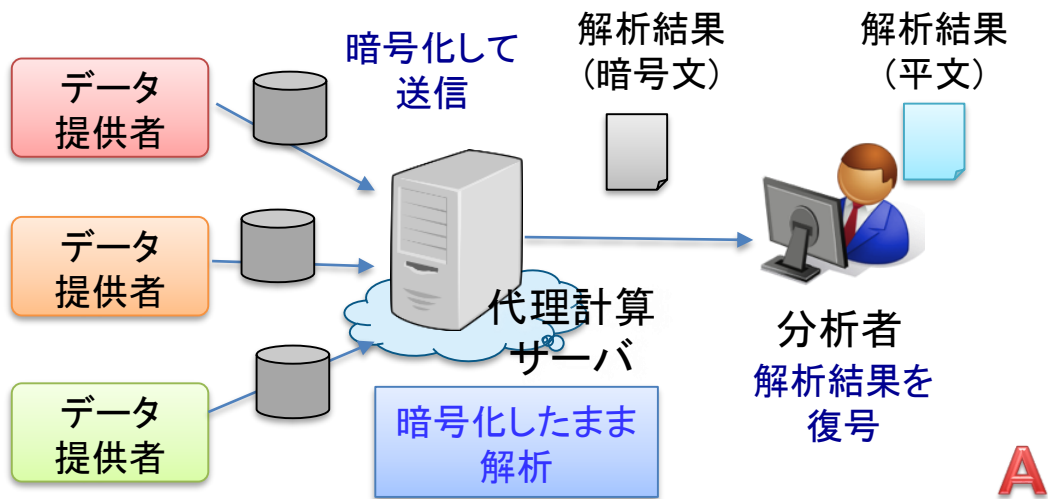 データ
提供者
データ
提供者
データ
提供者
暗号化して
送信
代理計算
サーバ
暗号化したまま
解析
解析結果
（暗号文）
解析結果
（平文）
分析者
解析結果を
復号
A